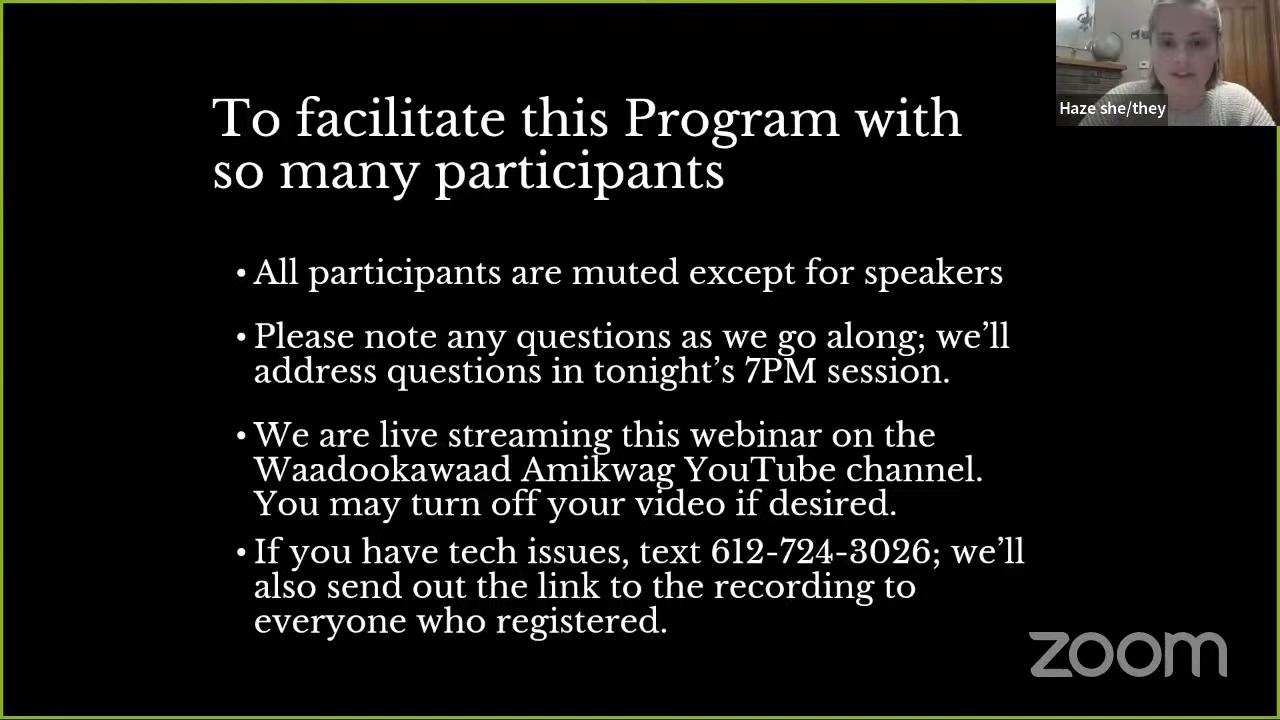 To facilitate this Program with
so many participants
• All participants are muted except for speakers
• Please note any questions as we go along; we’ll
address questions in tonight’s 7PM session.
• We are live streaming this webinar on the
Waadookawaad Amikwag YouTube channel.
You may turn off your video if desired.
• If you have tech issues, text 612-724-3026; we’ll
also send out the link to the recording to
everyone who registered.
Haze she/they
zoom